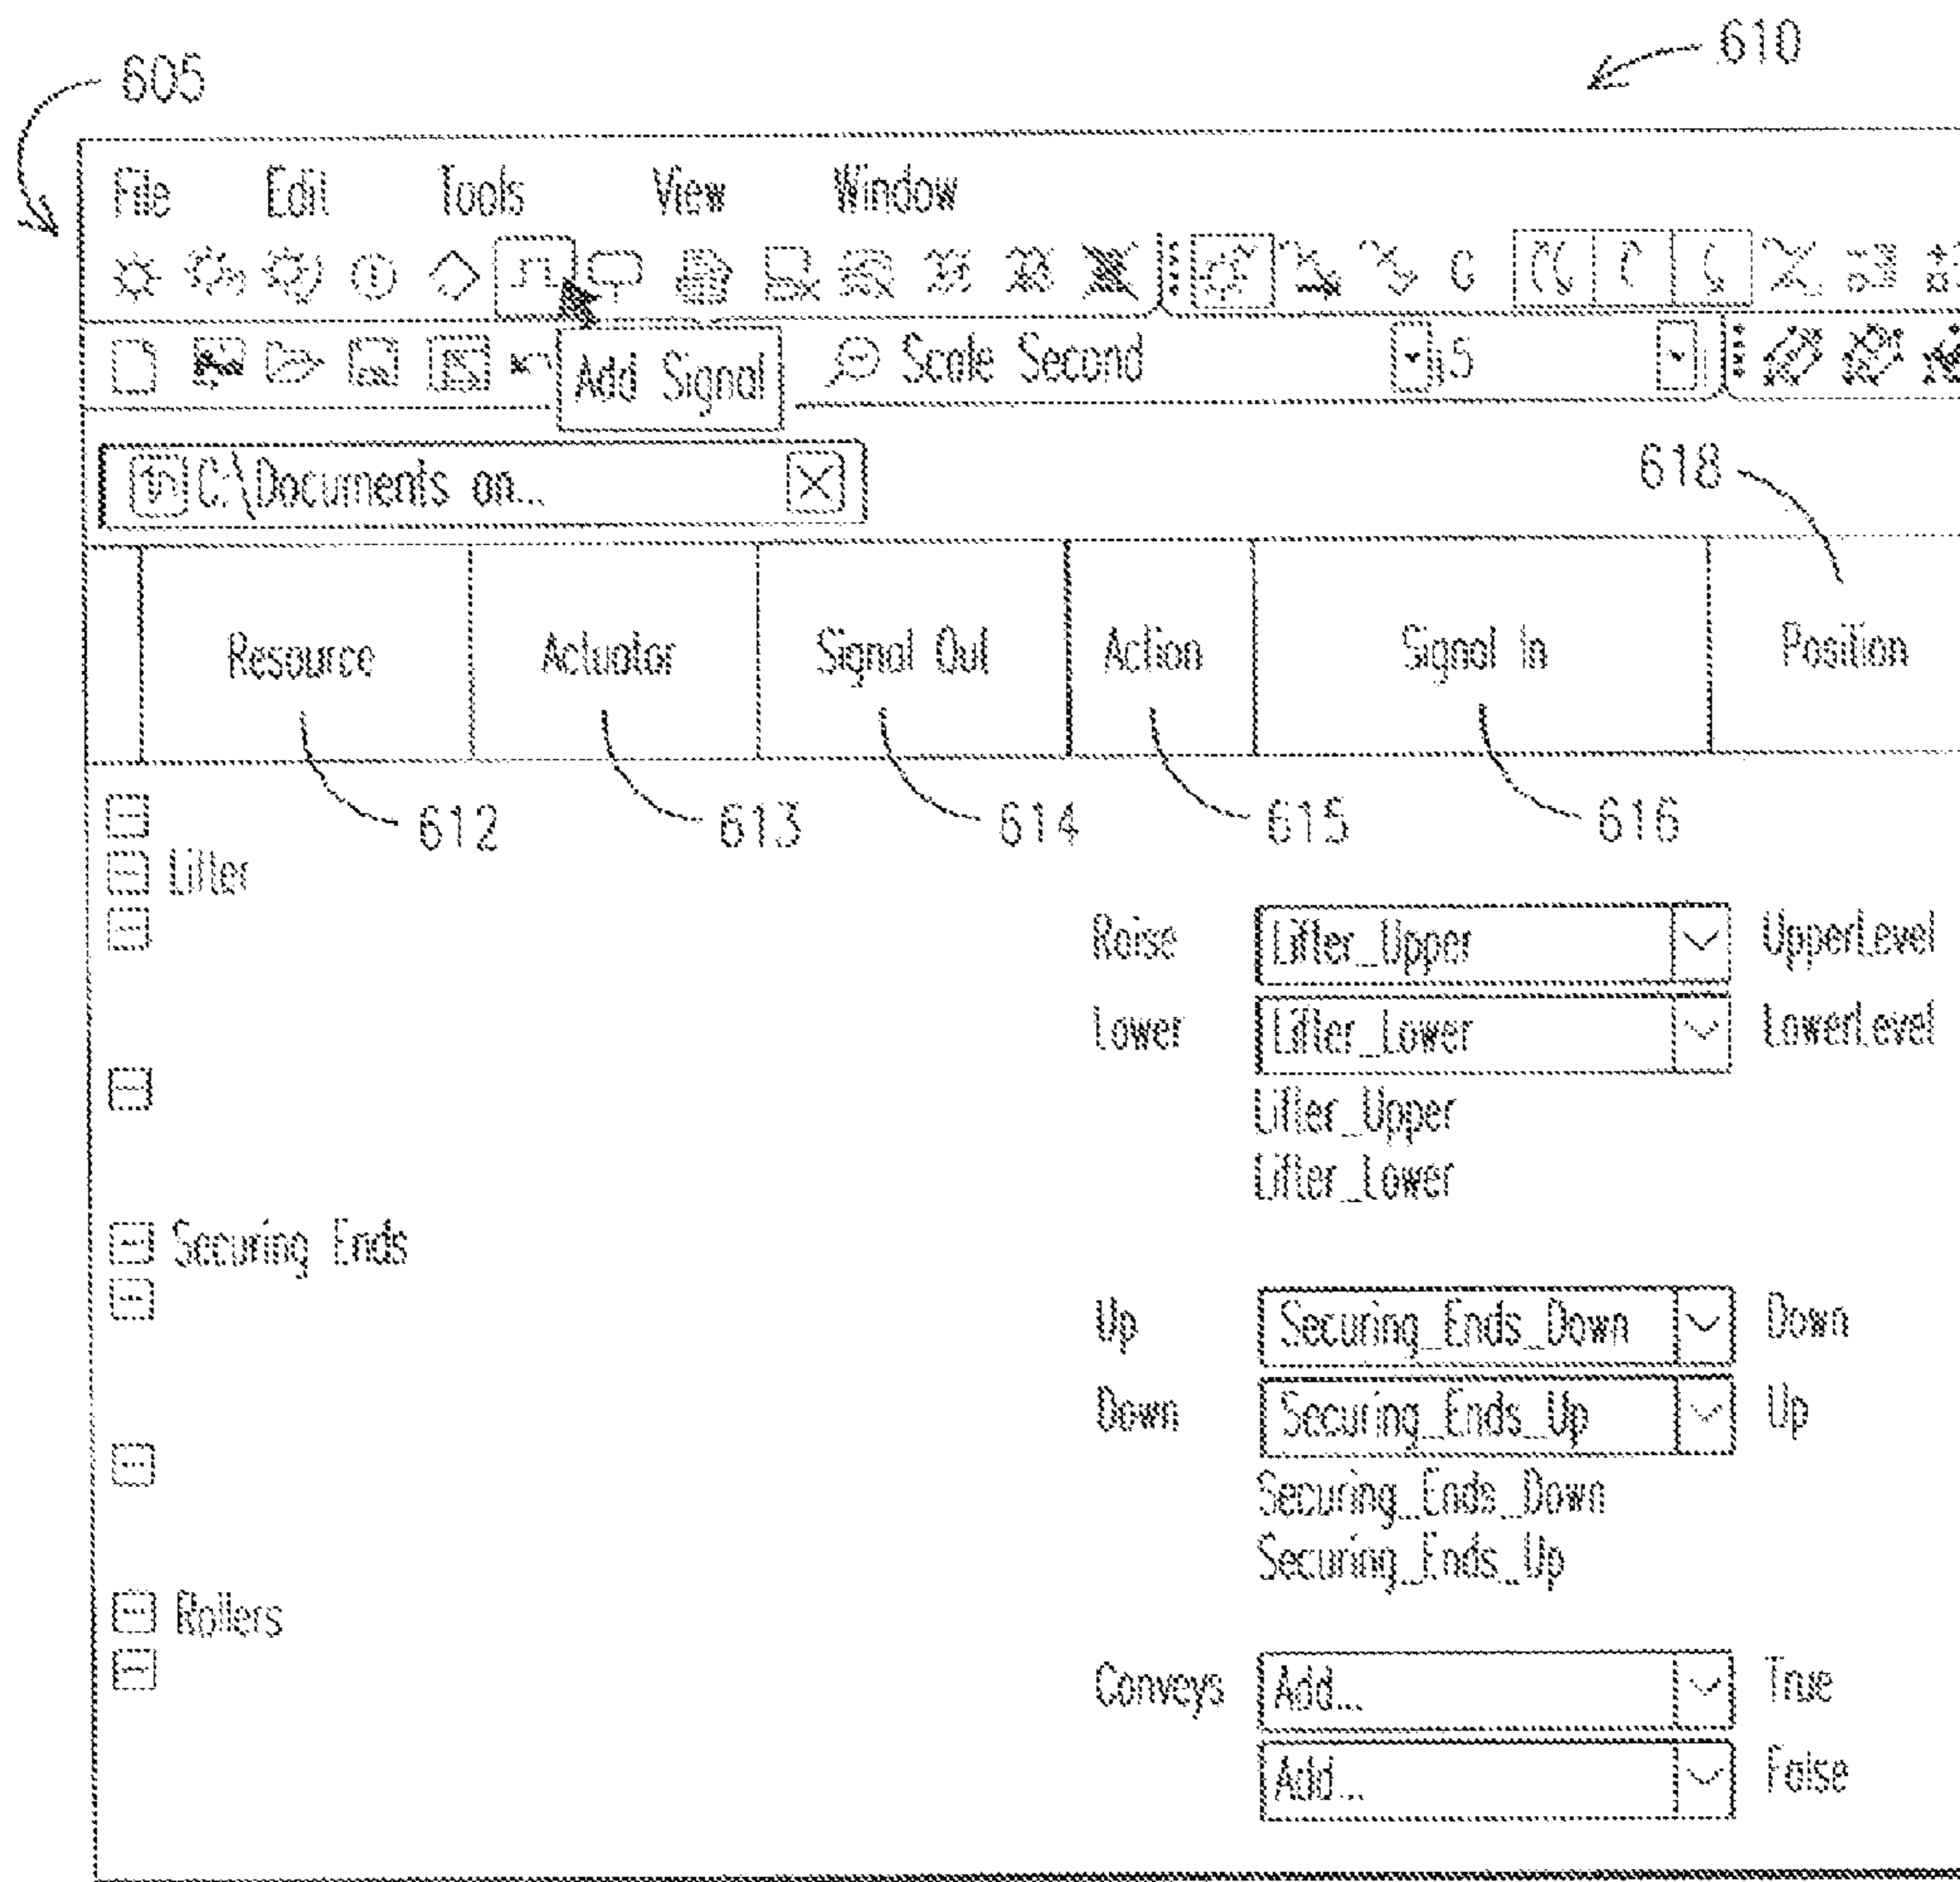 605
610
File Edit Tools View Window
G
Add Signal
Scale Second 5
C:\Documents an...
618
Resource Actuator Signal Out Action Signal In Position
612 613 614 615 616
Lifter
Raise Lifter_Upper UpperLevel
Lower Lifter_Lower LowerLevel
Lifter_Upper
Lifter_Lower
Securing Ends
Up Securing_Ends_Down Down
Down Securing_Ends_Up Up
Securing_Ends_Down
Securing_Ends_Up
Rollers
Conveys Add... True
Add... False